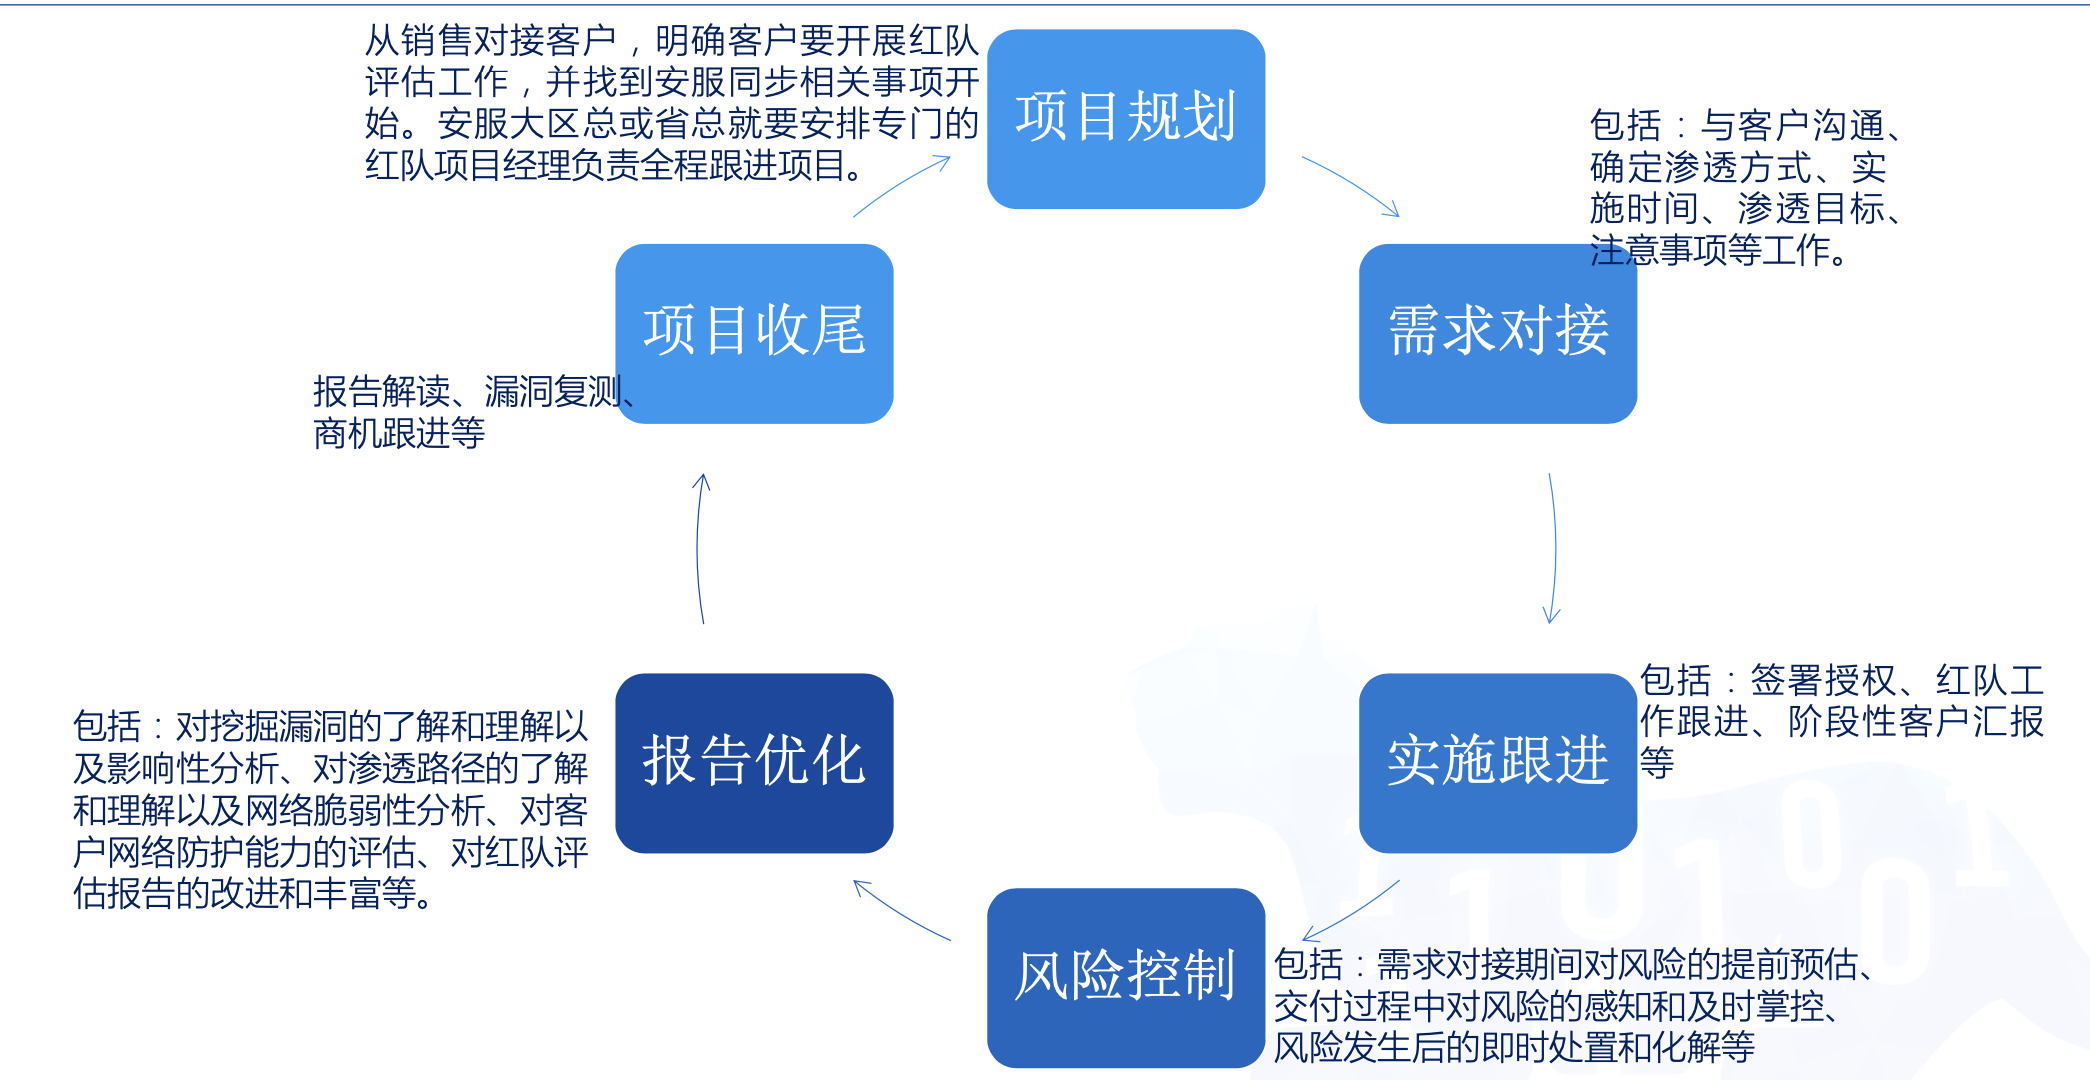 从销售对接客户，明确客户要开展红队
评估工作，并找到安服同步相关事项开
始。安服大区总或省总就要安排专门的
红队项目经理负责全程跟进项目。
项目规划
包括：与客户沟通、
确定渗透方式、实
施时间、渗透目标、
注意事项等工作。
需求对接
包括：签署授权、红队工
作跟进、阶段性客户汇报
等
实施跟进
风险控制
包括：需求对接期间对风险的提前预估、
交付过程中对风险的感知和及时掌控、
风险发生后的即时处置和化解等
报告优化
包括：对挖掘漏洞的了解和理解以
及影响性分析、对渗透路径的了解
和理解以及网络脆弱性分析、对客
户网络防护能力的评估、对红队评
估报告的改进和丰富等。
项目收尾
报告解读、漏洞复测、
商机跟进等